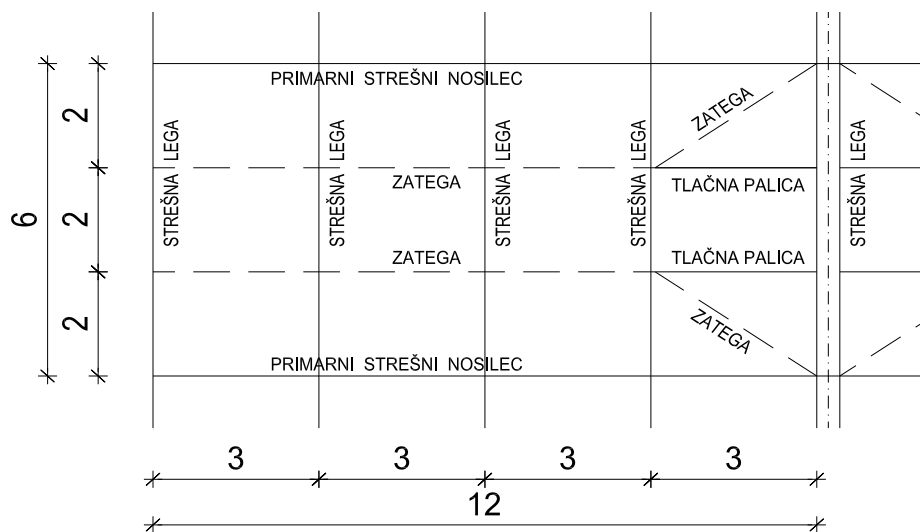 PRIMARNI STREŠNI NOSILEC
ZATEGA
STREŠNA LEGA
STREŠNA LEGA
STREŠNA LEGA
STREŠNA LEGA
STREŠNA LEGA
ZATEGA
TLAČNA PALICA
ZATEGA
TLAČNA PALICA
ZATEGA
PRIMARNI STREŠNI NOSILEC
6
2
2
2
3
3
3
3
12